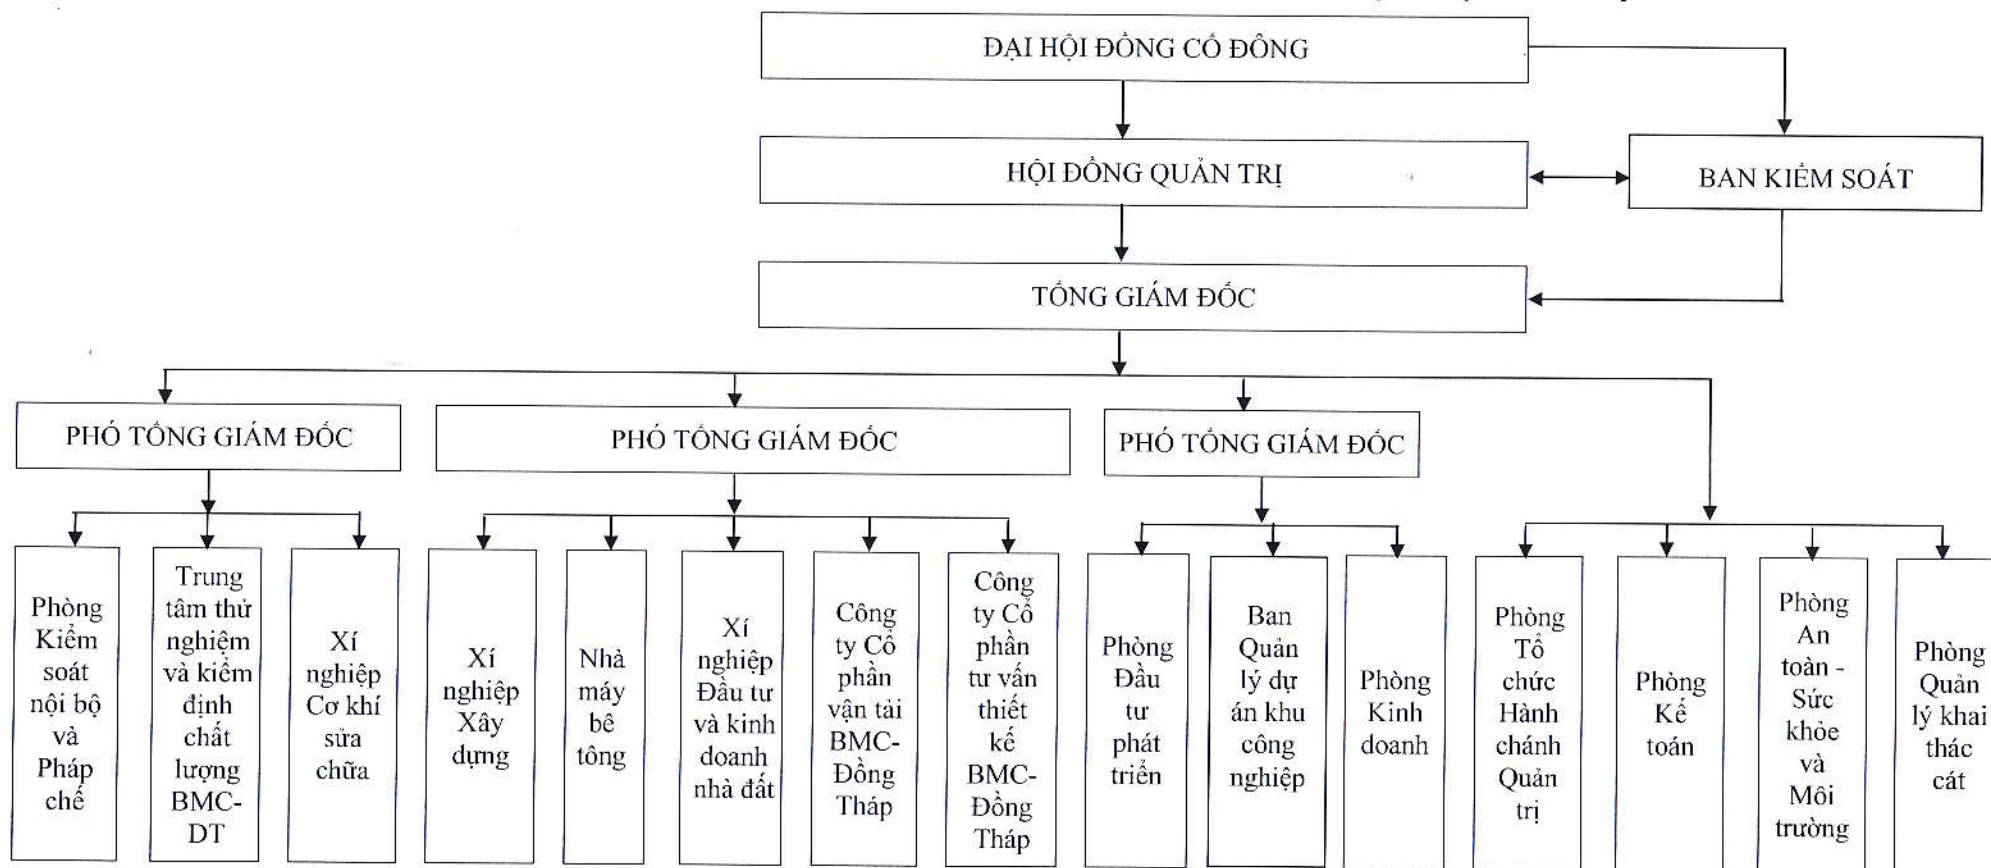 ĐẠI HỘI ĐỒNG CỔ ĐÔNG
HỘI ĐỒNG QUẢN TRỊ
BAN KIỂM SOÁT
TỔNG GIÁM ĐỐC
PHÓ TỔNG GIÁM ĐỐC
PHÓ TỔNG GIÁM ĐỐC
PHÓ TỔNG GIÁM ĐỐC
Phòng
Kiểm
soát
nội bộ
và
Pháp
chế
Trung
tâm thử
nghiệm
và kiểm
định
chất
lượng
BMC-
DT
Xí
nghiệp
Cơ khí
sửa
chữa
Xí
nghiệp
Xây
dựng
Nhà
máy
bê
tông
Xí
nghiệp
Đầu tư
và kinh
doanh
nhà đất
Công
ty Cổ
phần
vận tải
BMC-
Đồng
Tháp
Công
ty Cổ
phần
tư vấn
thiết
kế
BMC-
Đồng
Tháp
Phòng
Đầu
tư
phát
triển
Ban
Quản
lý dự
án khu
công
nghiệp
Phòng
Kinh
doanh
Phòng
Tổ
chức
Hành
chánh
Quản
trị
Phòng
Kế
toán
Phòng
An
toàn -
Sức
khỏe
và
Môi
trường
Phòng
Quản
lý khai
thác
cát